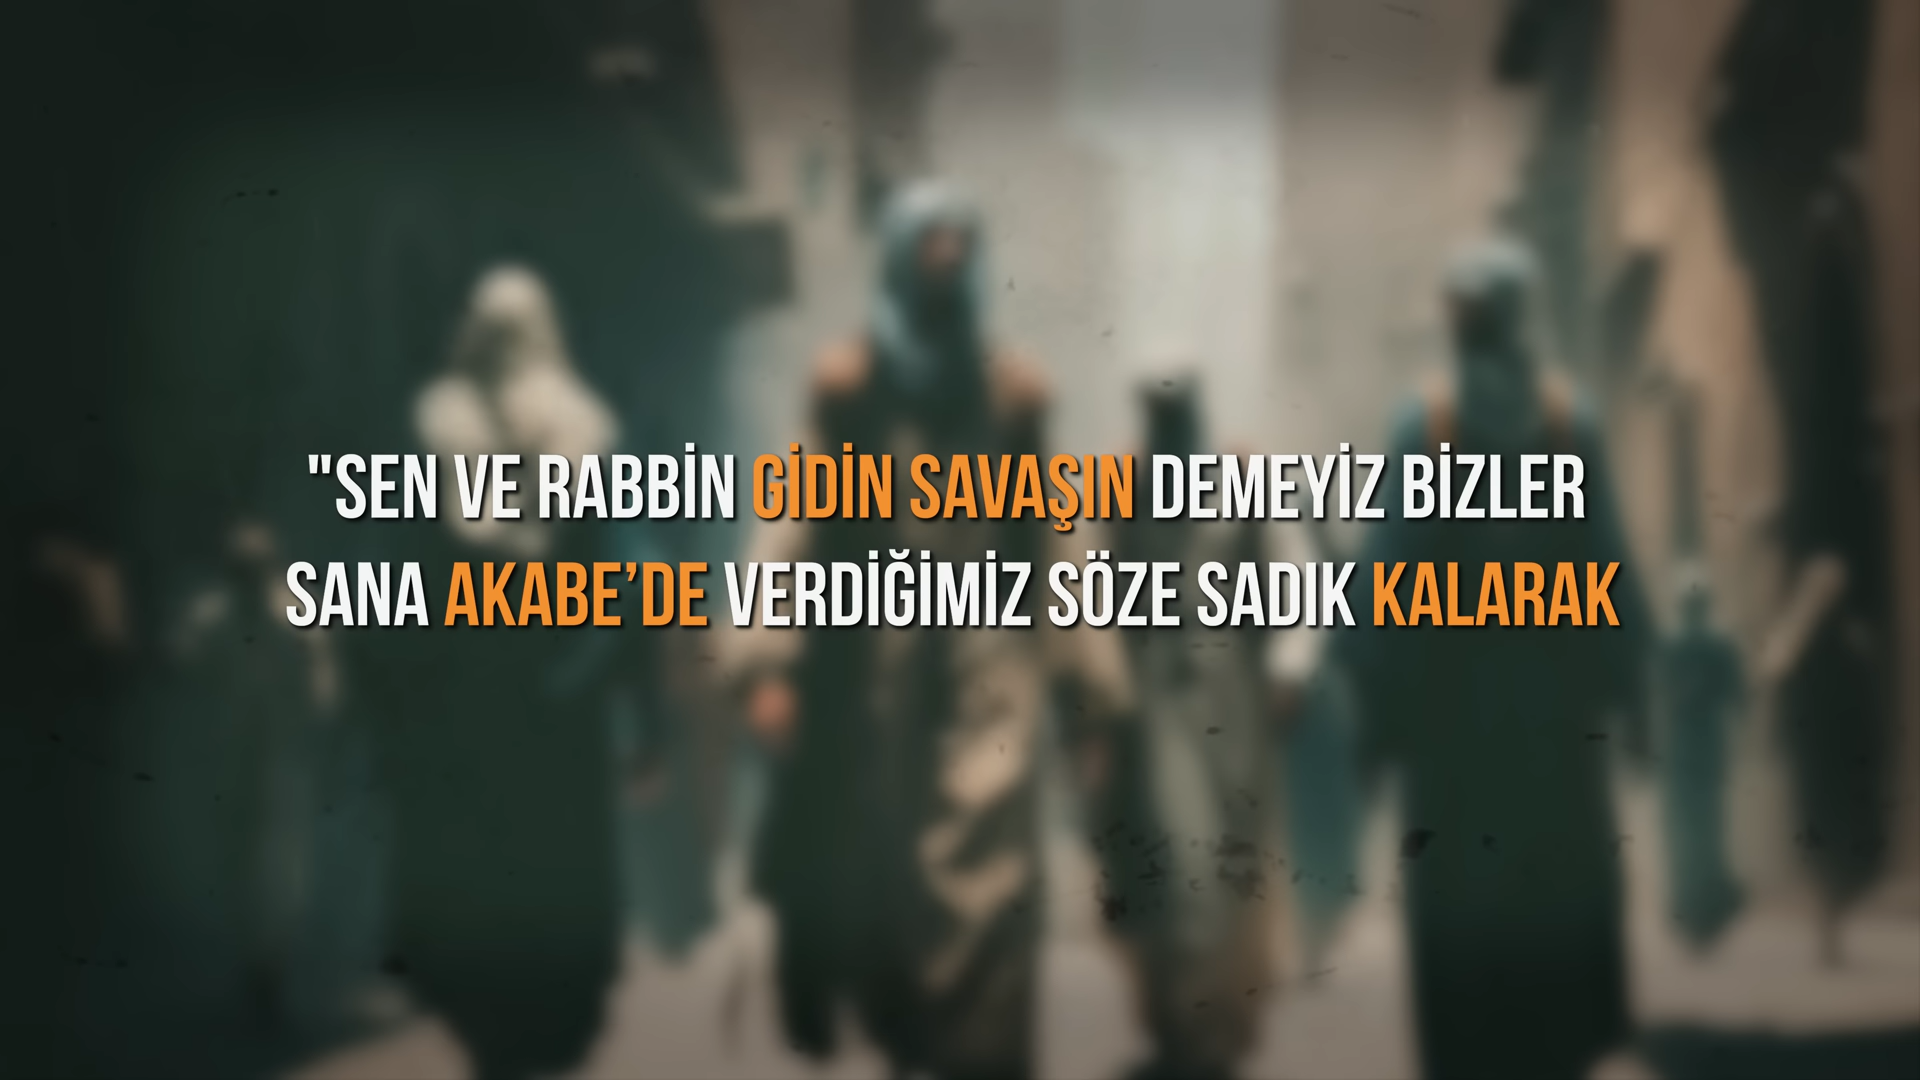 "SEN VE RABBİN GİDİN SAVAŞIN DEMEYİZ BİZLER
SANA AKABE’DE VERDİĞİMİZ SÖZE SADIK KALARAK